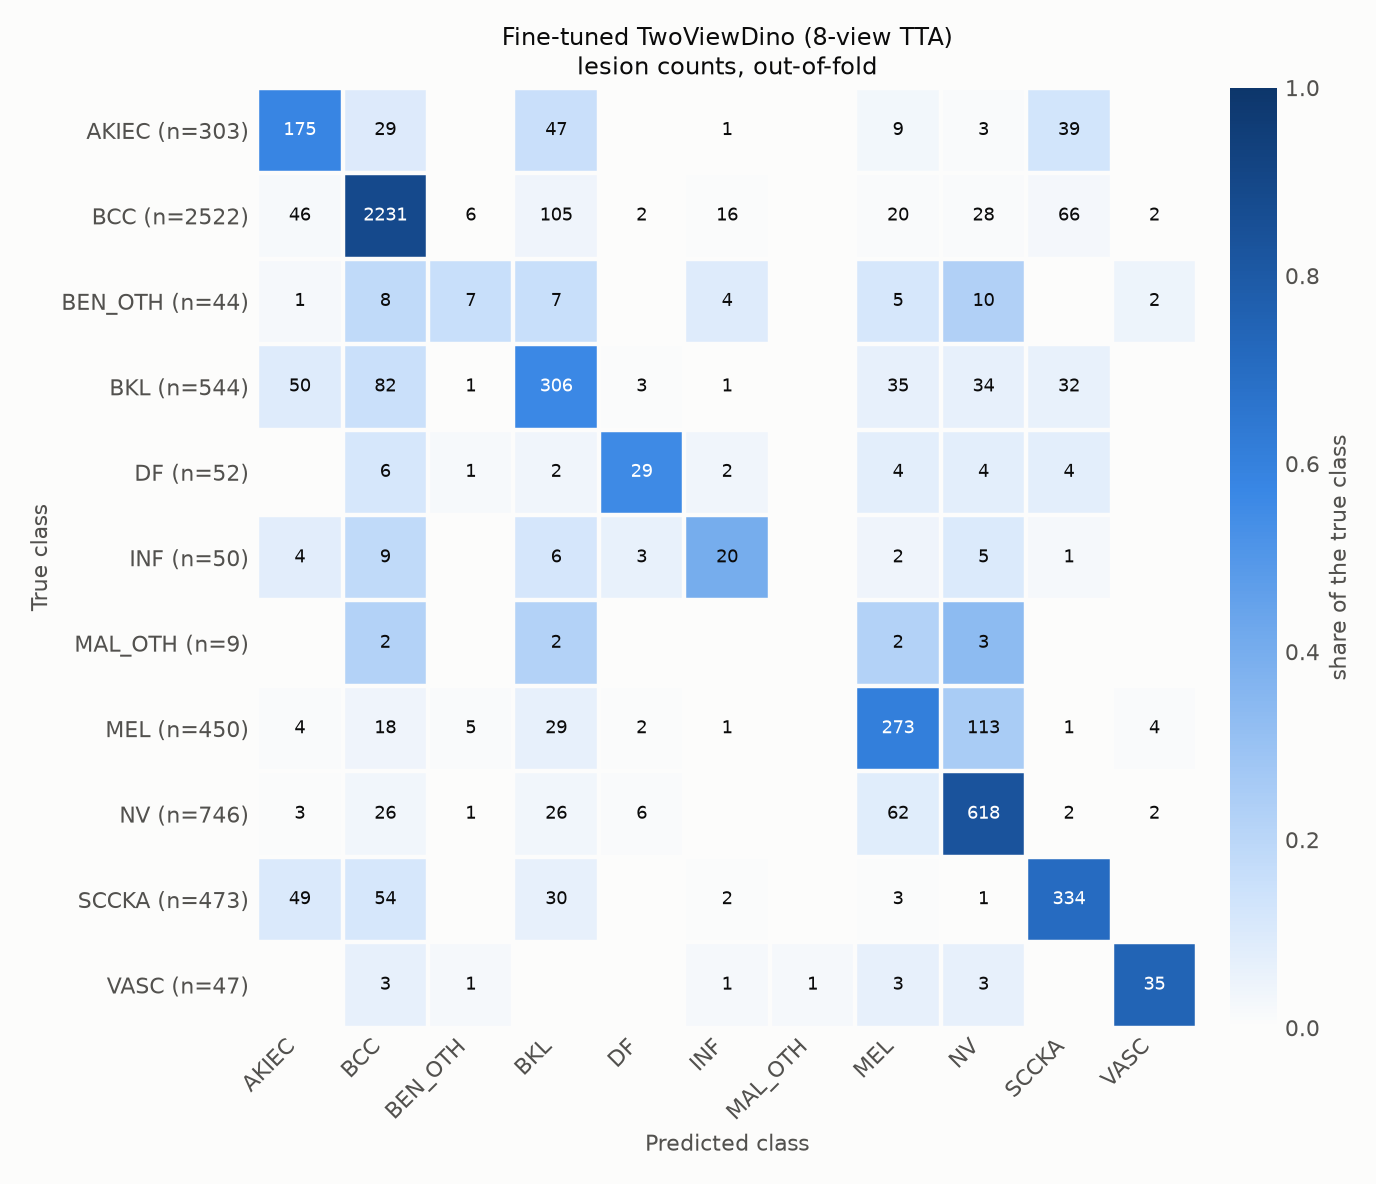 Fine-tuned TwoViewDino (8-view TTA)
lesion counts, out-of-fold
True class
AKIEC (n=303) 175 29 47 1 9 3 39
BCC (n=2522) 46 2231 6 105 2 16 20 28 66 2
BEN_OTH (n=44) 1 8 7 7 4 5 10 2
BKL (n=544) 50 82 1 306 3 1 35 34 32
DF (n=52) 6 1 2 29 2 4 4 4
INF (n=50) 4 9 6 3 20 2 5 1
MAL_OTH (n=9) 2 2 2 3
MEL (n=450) 4 18 5 29 2 1 273 113 1 4
NV (n=746) 3 26 1 26 6 62 618 2 2
SCCKA (n=473) 49 54 30 2 3 1 334
VASC (n=47) 3 1 1 1 3 3 35
AKIEC BCC BEN_OTH BKL DF INF MAL_OTH MEL NV SCCKA VASC
Predicted class
1.0
0.8
0.6
0.4
0.2
0.0
share of the true class